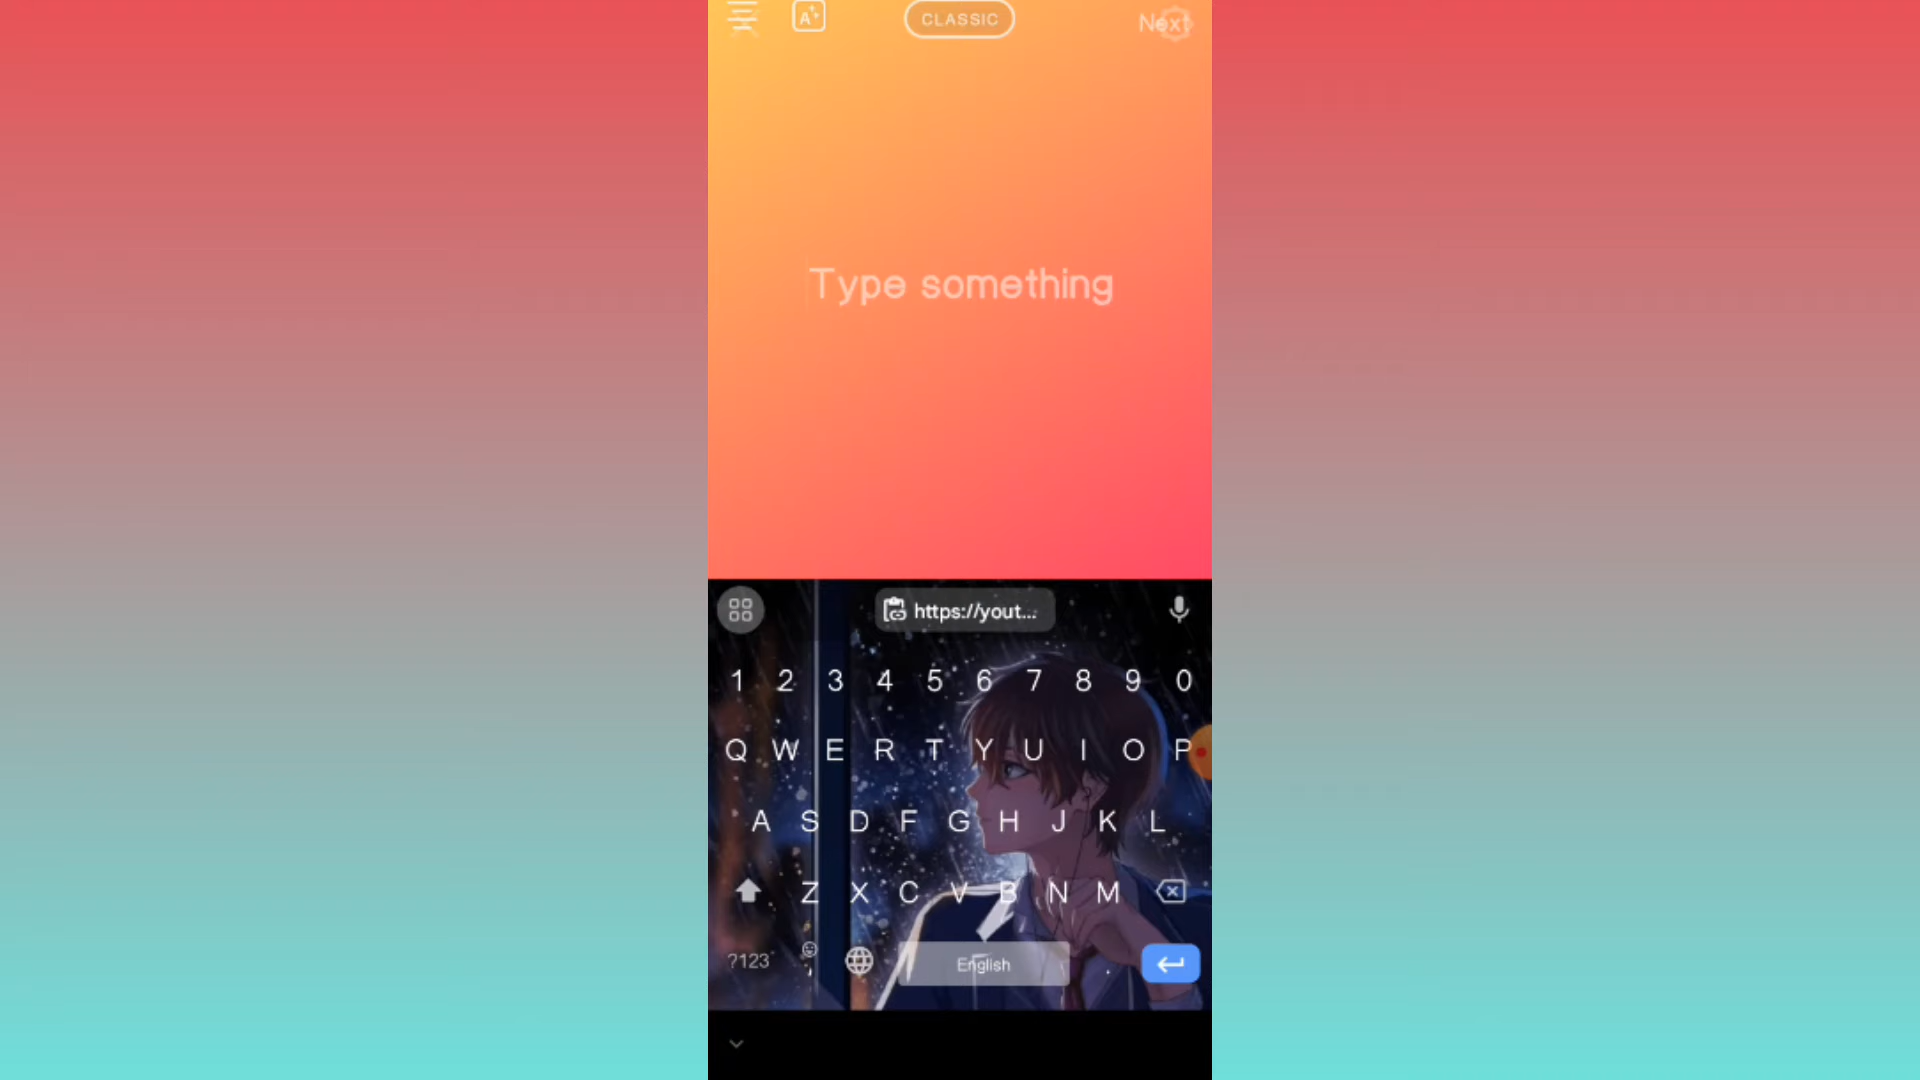 CLASSIC
Next
Type something
https://yout...
1 2 3 4 5 6 7 8 9 0
Q W E R T Y U I O P
A S D F G H J K L
Z X C V B N M
?123 English .